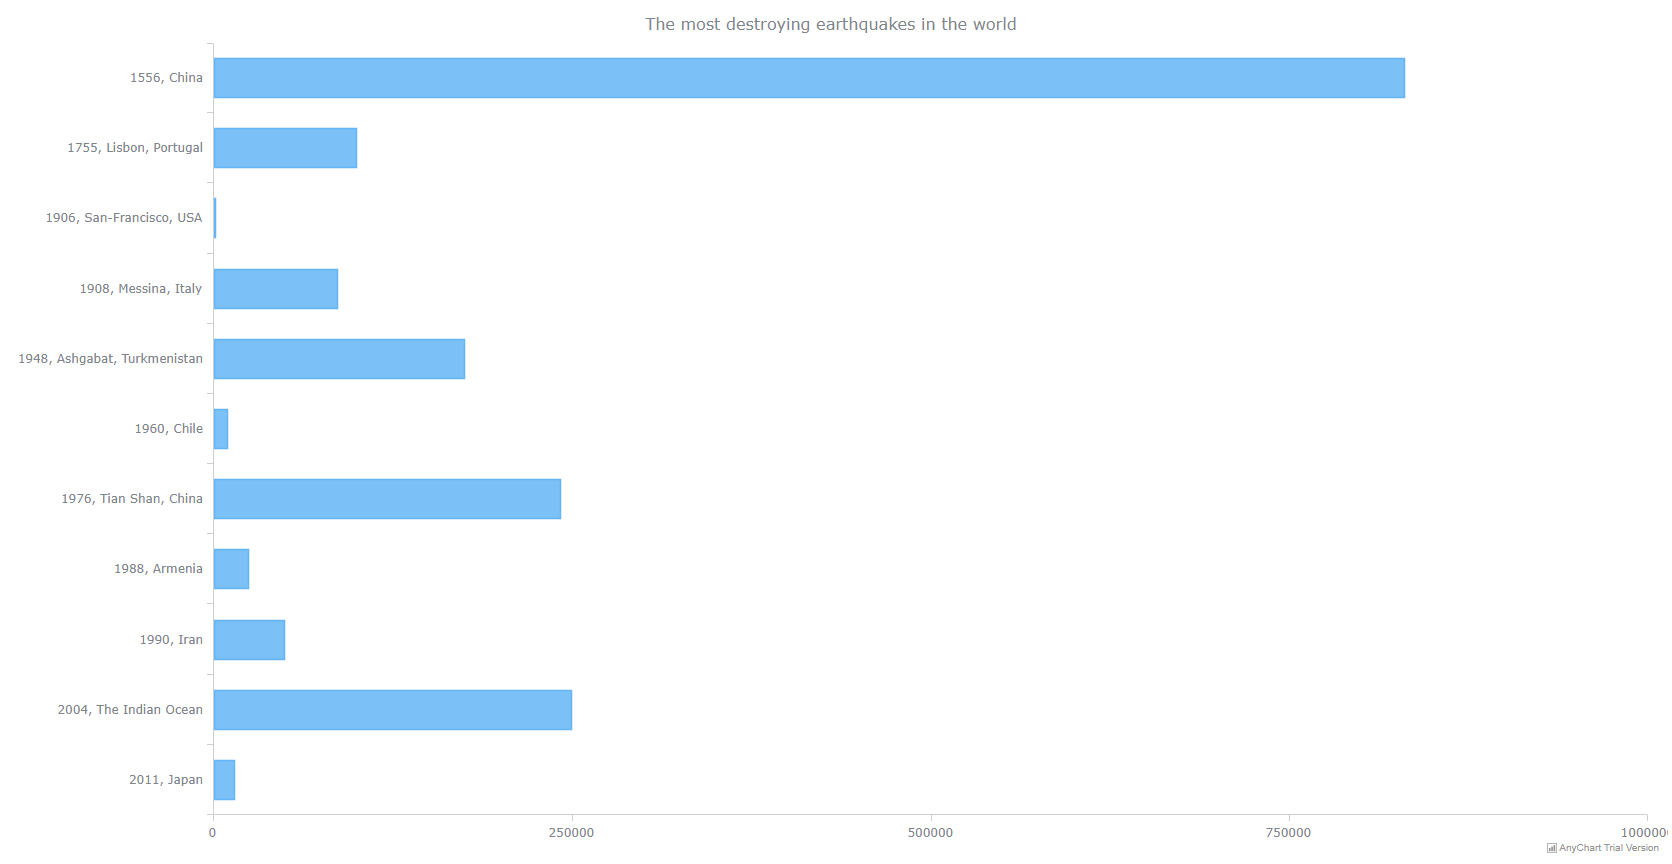 The most destroying earthquakes in the world
1556, China
1755, Lisbon, Portugal
1906, San-Francisco, USA
1908, Messina, Italy
1948, Ashgabat, Turkmenistan
1960, Chile
1976, Tian Shan, China
1988, Armenia
1990, Iran
2004, The Indian Ocean
2011, Japan
0 250000 500000 750000 1000000
AnyChart Trial Version